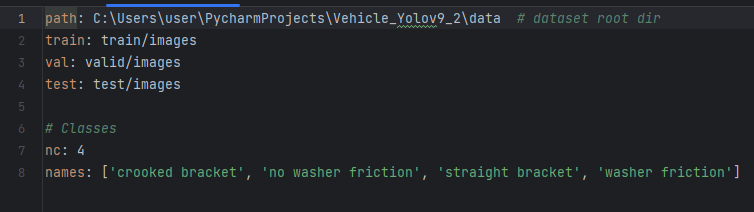 1 path: C:\Users\user\PycharmProjects\Vehicle_Yolov9_2\data  # dataset root dir
2 train: train/images
3 val: valid/images
4 test: test/images
5
6 # Classes
7 nc: 4
8 names: ['crooked bracket', 'no washer friction', 'straight bracket', 'washer friction']